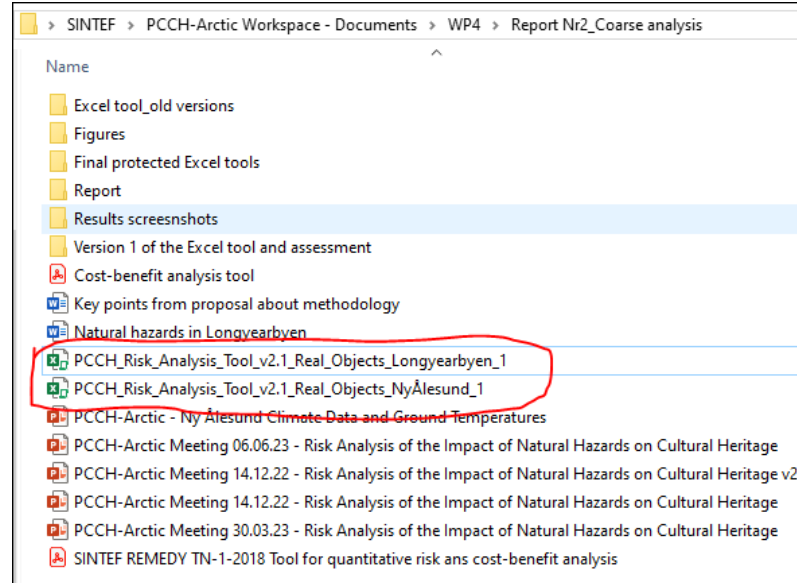 > SINTEF > PCCH-Arctic Workspace - Documents > WP4 > Report Nr2_Coarse analysis
Name
Excel tool_old versions
Figures
Final protected Excel tools
Report
Results screesnshots
Version 1 of the Excel tool and assessment
Cost-benefit analysis tool
Key points from proposal about methodology
Natural hazards in Longyearbyen
PCCH_Risk_Analysis_Tool_v2.1_Real_Objects_Longyearbyen_1
PCCH_Risk_Analysis_Tool_v2.1_Real_Objects_NyÅlesund_1
PCCH-Arctic - Ny Ålesund Climate Data and Ground Temperatures
PCCH-Arctic Meeting 06.06.23 - Risk Analysis of the Impact of Natural Hazards on Cultural Heritage
PCCH-Arctic Meeting 14.12.22 - Risk Analysis of the Impact of Natural Hazards on Cultural Heritage v2
PCCH-Arctic Meeting 14.12.22 - Risk Analysis of the Impact of Natural Hazards on Cultural Heritage
PCCH-Arctic Meeting 30.03.23 - Risk Analysis of the Impact of Natural Hazards on Cultural Heritage
SINTEF REMEDY TN-1-2018 Tool for quantitative risk ans cost-benefit analysis